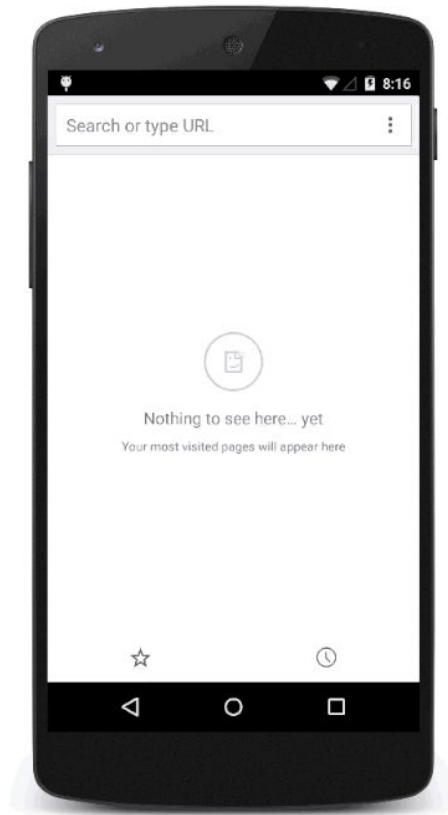 8:16
Search or type URL
Nothing to see here... yet
Your most visited pages will appear here